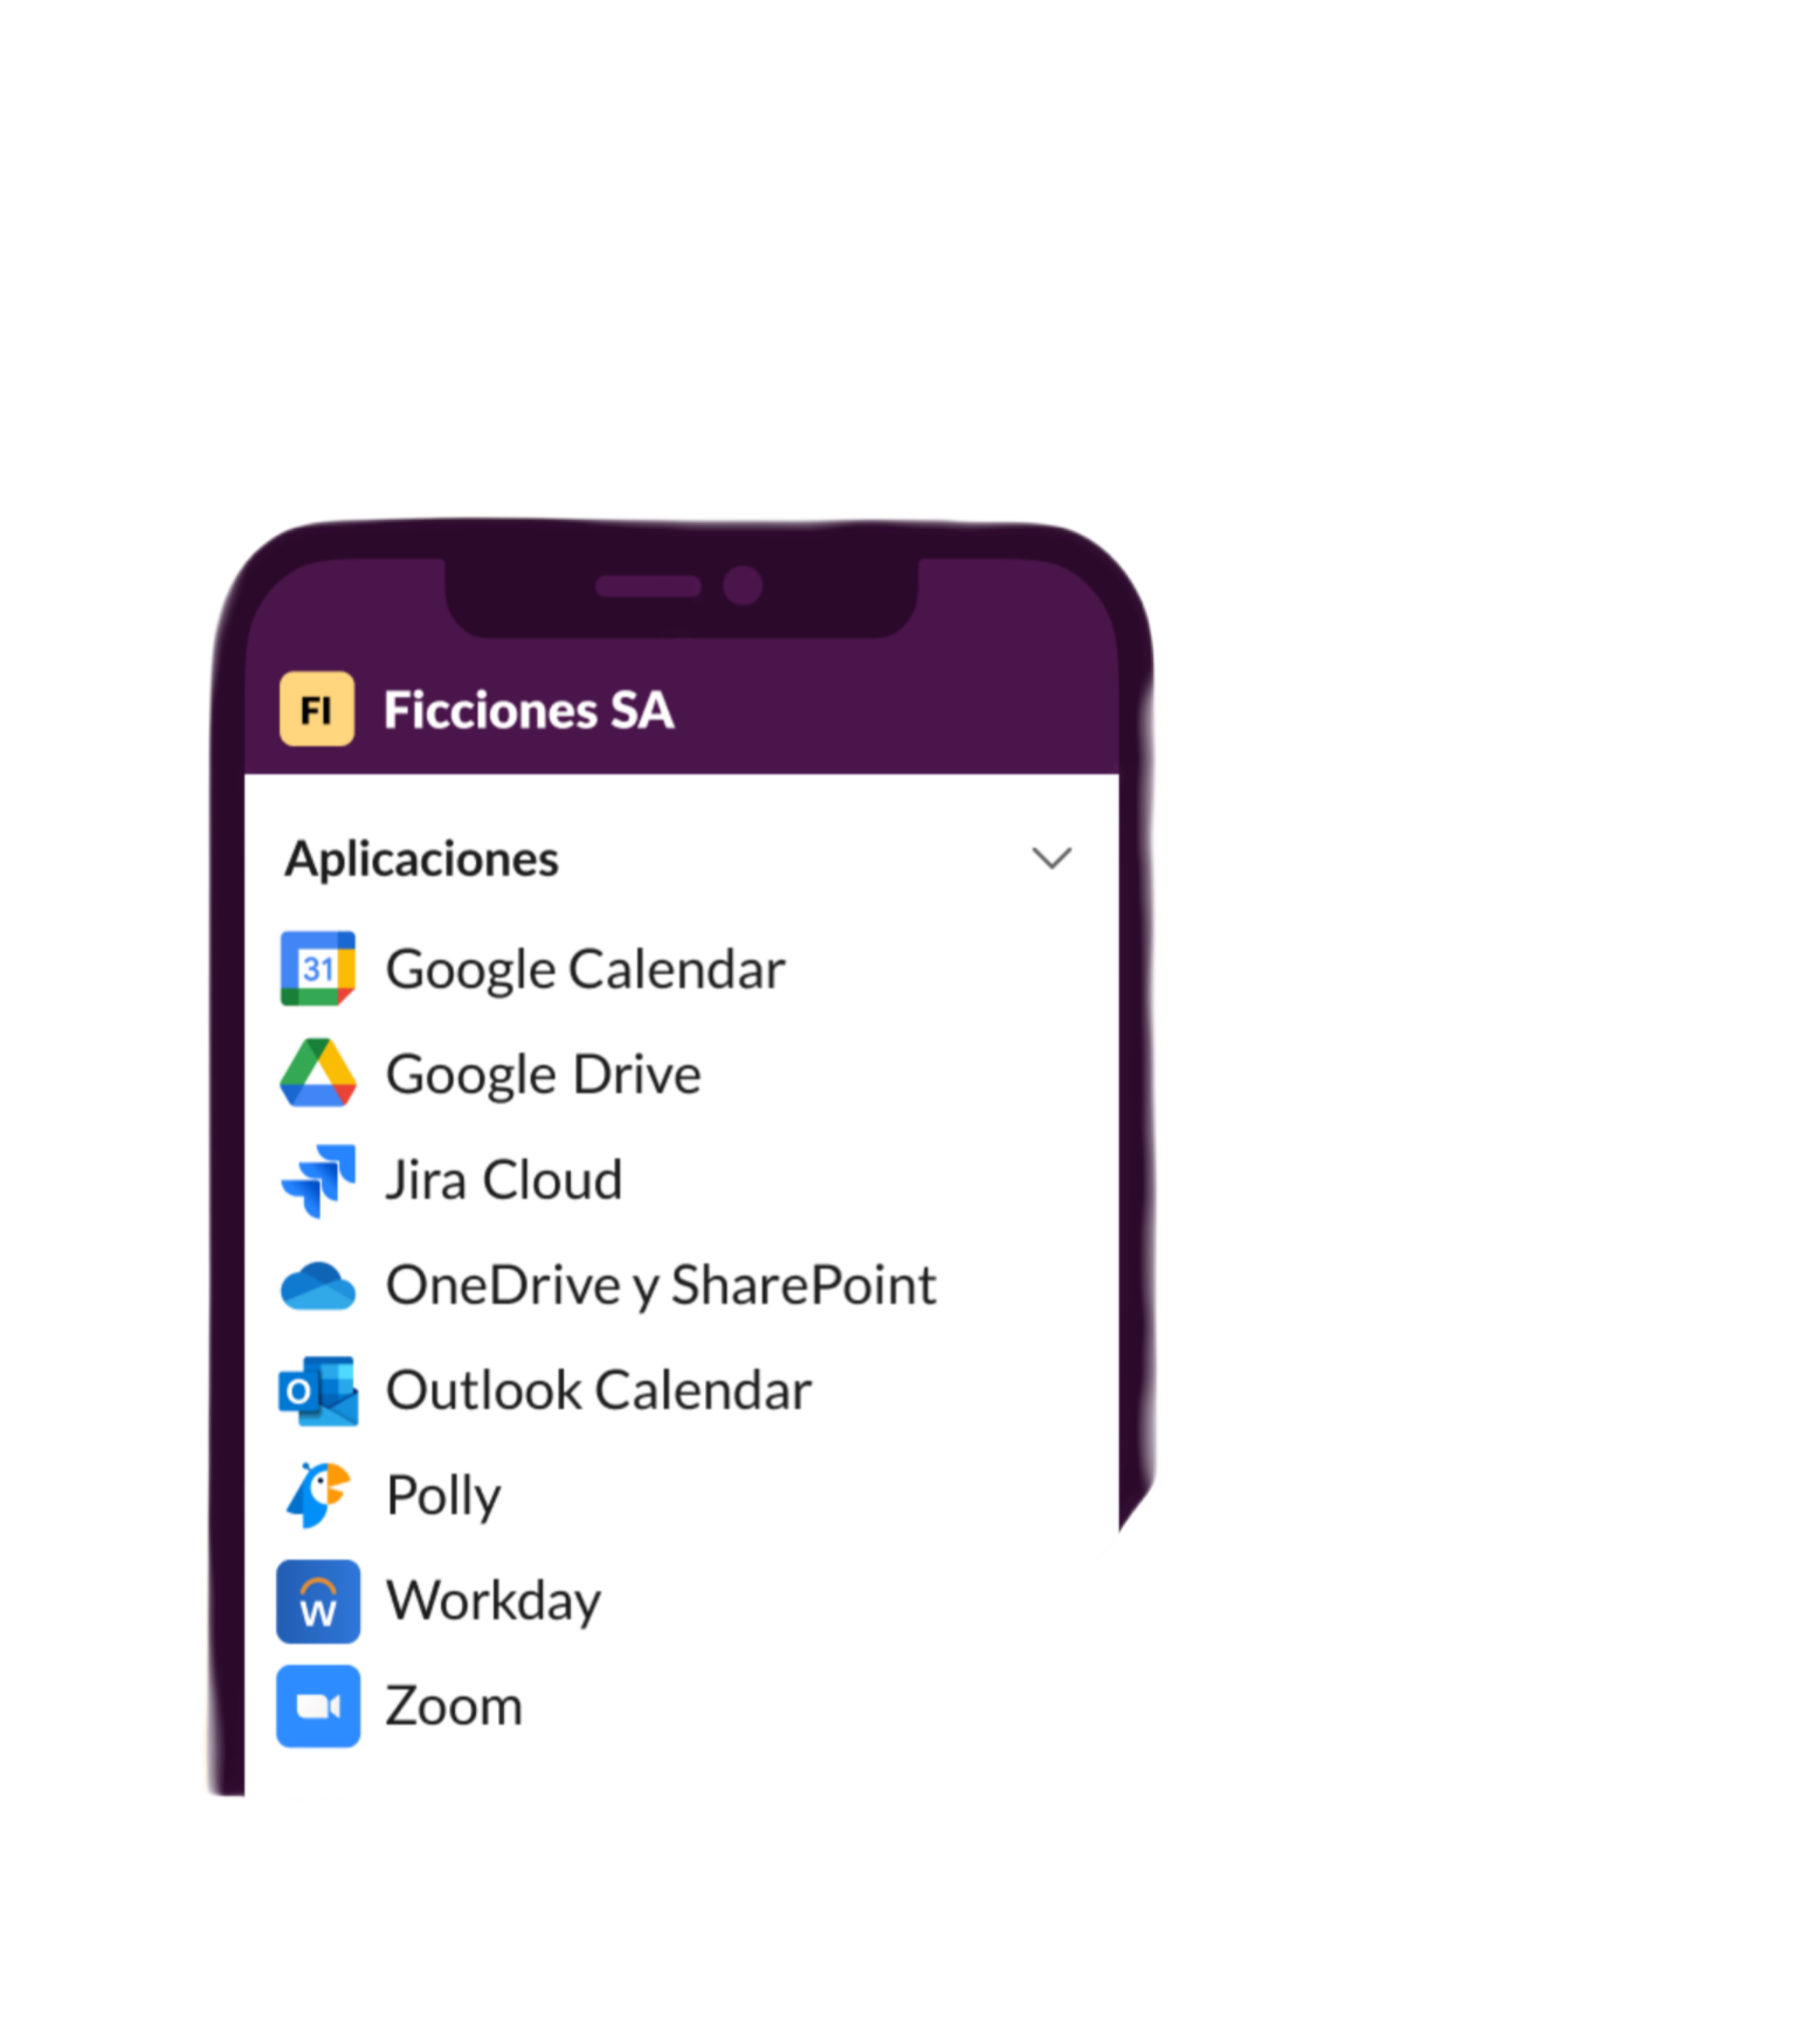 FI Ficciones SA
Aplicaciones
31 Google Calendar
Google Drive
Jira Cloud
OneDrive y SharePoint
O Outlook Calendar
Polly
W Workday
Zoom